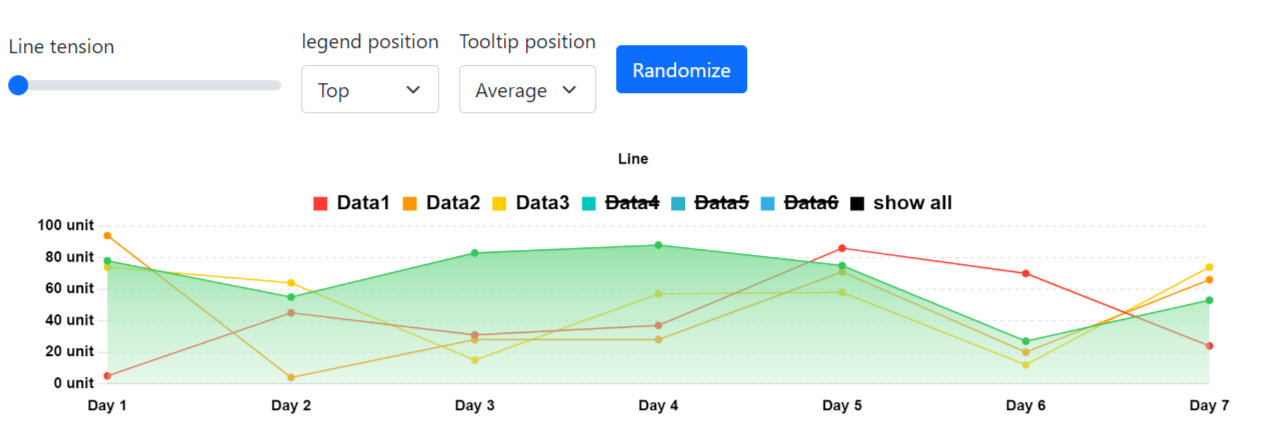 Line tension
legend position
Tooltip position
Top
Average
Randomize
Line
Data1 Data2 Data3 Data4 Data5 Data6 show all
100 unit
80 unit
60 unit
40 unit
20 unit
0 unit
Day 1 Day 2 Day 3 Day 4 Day 5 Day 6 Day 7